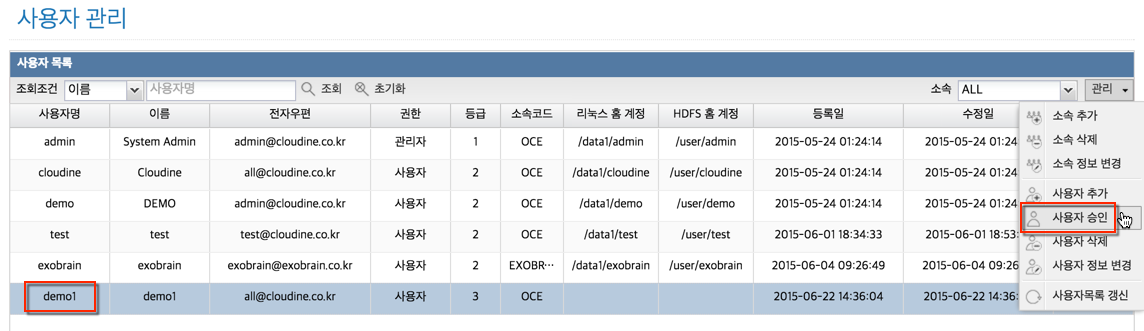 사용자 관리
사용자 목록
조회조건 이름 사용자명 조회 초기화 소속 ALL 관리
사용자명 이름 전자우편 권한 등급 소속코드 리눅스 홈 계정 HDFS 홈 계정 등록일 수정일
admin System Admin admin@cloudine.co.kr 관리자 1 OCE /data1/admin /user/admin 2015-05-24 01:24:14 2015-05-24 01:24
cloudine Cloudine all@cloudine.co.kr 사용자 2 OCE /data1/cloudine /user/cloudine 2015-05-24 01:24:14 2015-05-24 01:24
demo DEMO admin@cloudine.co.kr 사용자 2 OCE /data1/demo /user/demo 2015-05-24 01:24:14 2015-05-24 01:24
test test test@cloudine.co.kr 사용자 2 OCE /data1/test /user/test 2015-06-01 18:34:33 2015-06-01 18:53:
exobrain exobrain exobrain@exobrain.co.kr 사용자 2 EXOBR··· /data1/exobrain /user/exobrain 2015-06-04 09:26:49 2015-06-04 09:26
demo1 demo1 all@cloudine.co.kr 사용자 3 OCE 2015-06-22 14:36:04 2015-06-22 14:36:
소속 추가
소속 삭제
소속 정보 변경
사용자 추가
사용자 승인
사용자 삭제
사용자 정보 변경
사용자목록 갱신